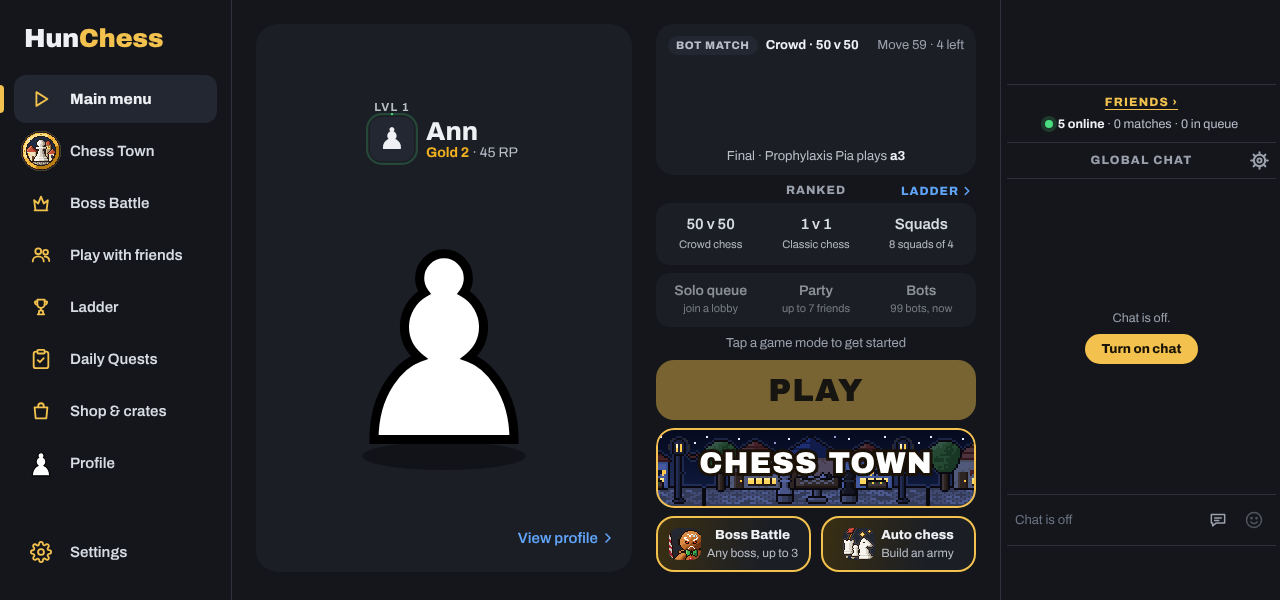 HunChess
Main menu
Chess Town
Boss Battle
Play with friends
Ladder
Daily Quests
Shop & crates
Profile
Settings
LVL 1
Ann
Gold 2 · 45 RP
View profile
BOT MATCH Crowd · 50 v 50 Move 59 · 4 left
Final · Prophylaxis Pia plays a3
RANKED LADDER
50 v 50 1 v 1 Squads
Crowd chess Classic chess 8 squads of 4
Solo queue Party Bots
join a lobby up to 7 friends 99 bots, now
Tap a game mode to get started
PLAY
CHESS TOWN
Boss Battle
Any boss, up to 3
Auto chess
Build an army
FRIENDS ›
5 online · 0 matches · 0 in queue
GLOBAL CHAT
Chat is off.
Turn on chat
Chat is off